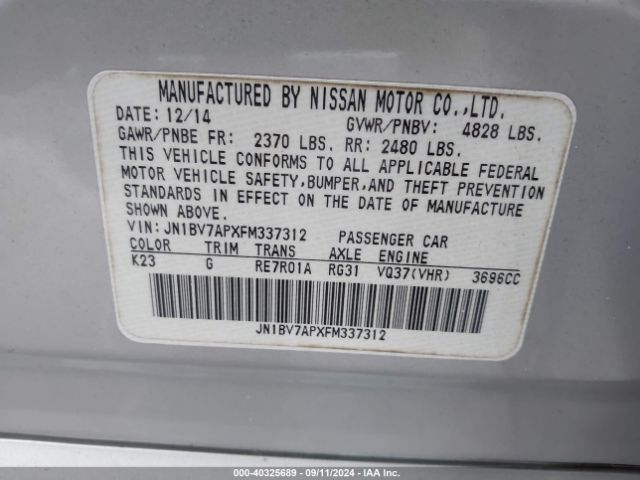 MANUFACTURED BY NISSAN MOTOR CO.,LTD.
DATE: 12/14 GVWR/PNBV: 4828 LBS.
GAWR/PNBE FR: 2370 LBS. RR: 2480 LBS.
THIS VEHICLE CONFORMS TO ALL APPLICABLE FEDERAL
MOTOR VEHICLE SAFETY,BUMPER,AND THEFT PREVENTION
STANDARDS IN EFFECT ON THE DATE OF MANUFACTURE
SHOWN ABOVE.
VIN: JN1BV7APXFM337312 PASSENGER CAR
COLOR TRIM TRANS AXLE ENGINE
K23 G RE7R01A RG31 VQ37(VHR) 3696CC
JN1BV7APXFM337312
000-40325689 - 09/11/2024 - IAA Inc.